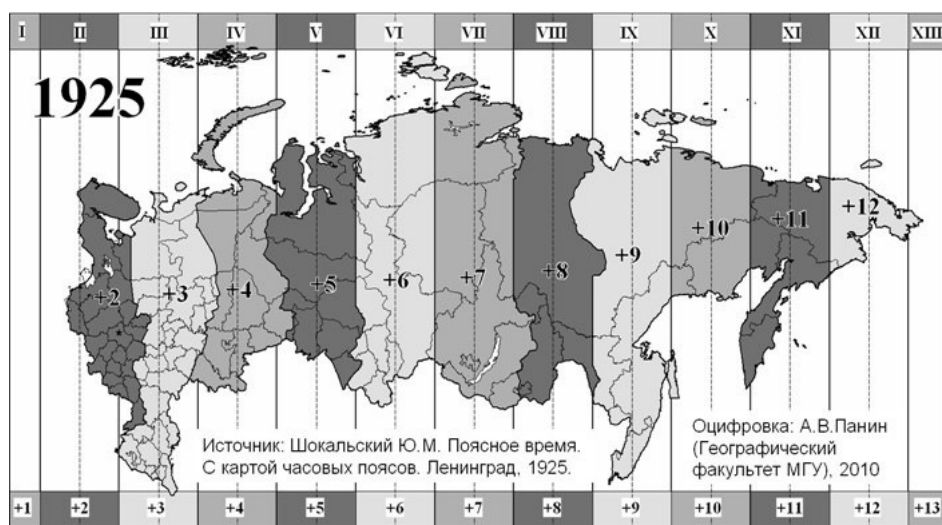 I II III IV V VI VII VIII IX X XI XII XIII
1925
+2 +3 +4 +5 +6 +7 +8 +9 +10 +11 +12
Источник: Шокальский Ю.М. Поясное время.
С картой часовых поясов. Ленинград, 1925.
Оцифровка: А.В.Панин
(Географический
факультет МГУ), 2010
+1 +2 +3 +4 +5 +6 +7 +8 +9 +10 +11 +12 +13